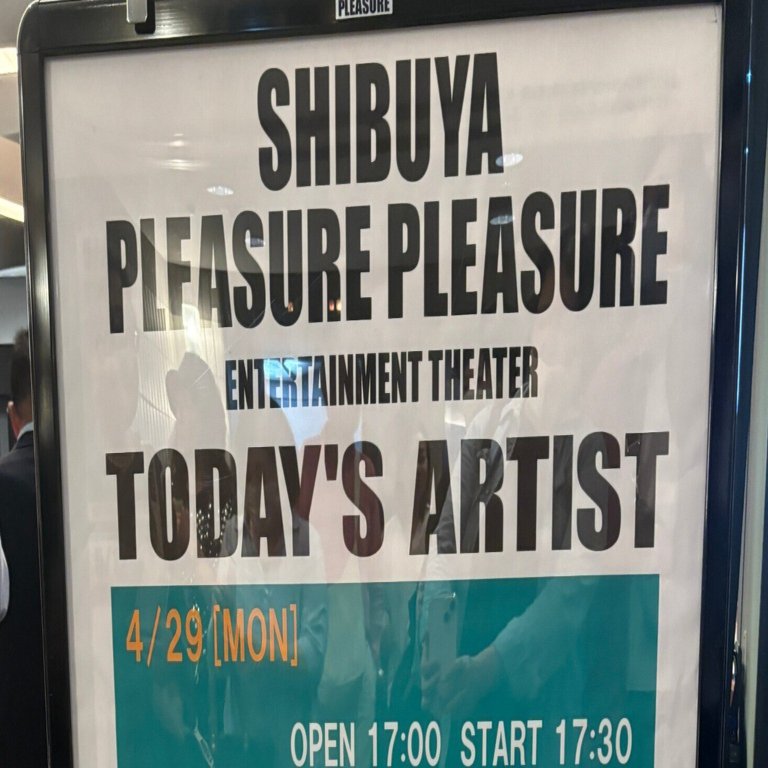 PLEASURE
SHIBUYA
PLEASURE PLEASURE
ENTERTAINMENT THEATER
TODAY'S ARTIST
4/29 [MON]
OPEN 17:00 START 17:30